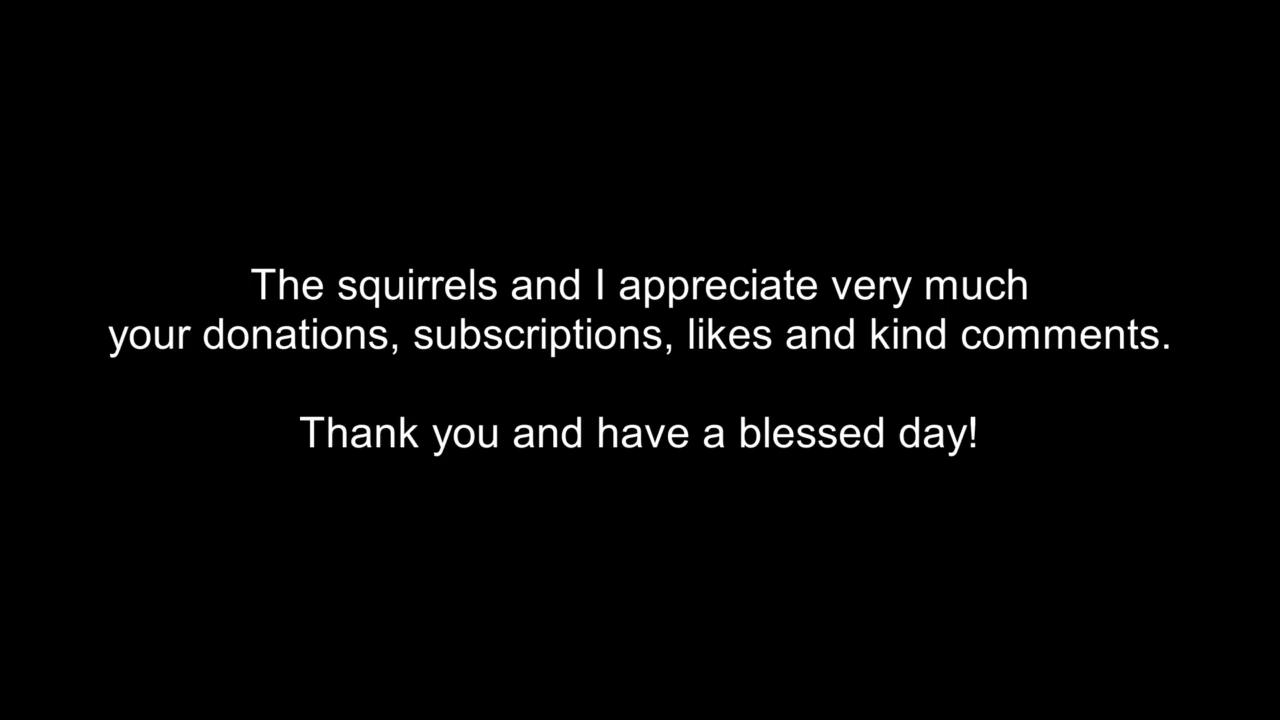 The squirrels and I appreciate very much
your donations, subscriptions, likes and kind comments.
Thank you and have a blessed day!